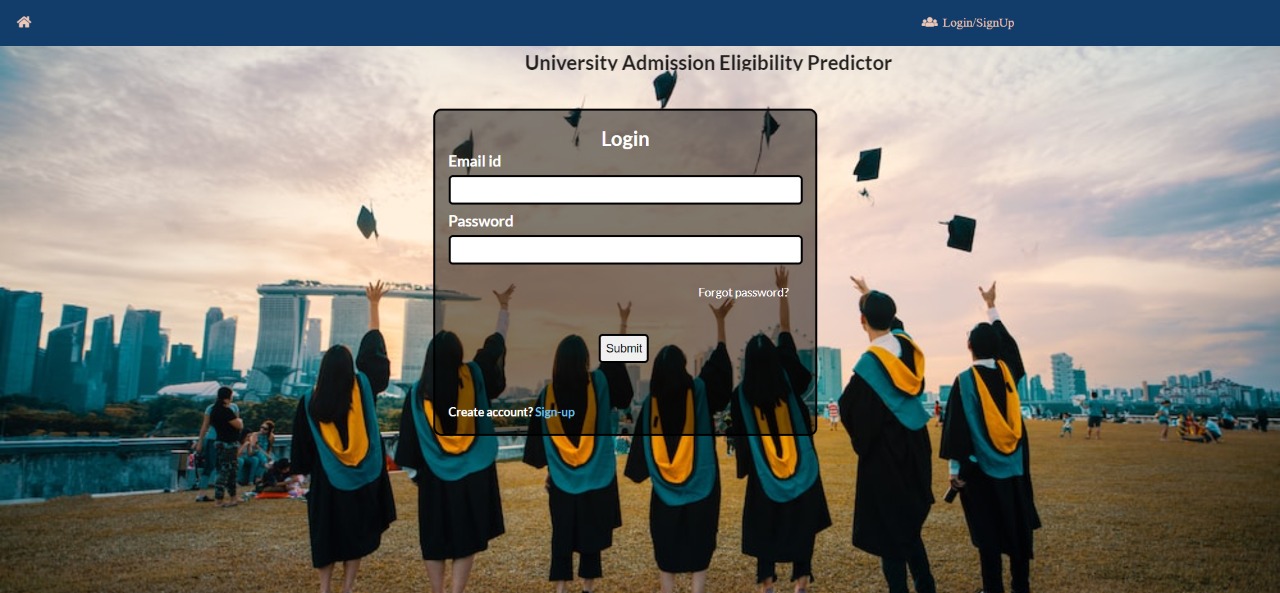 Login/SignUp
University Admission Eligibility Predictor
Login
Email id
Password
Forgot password?
Submit
Create account? Sign-up